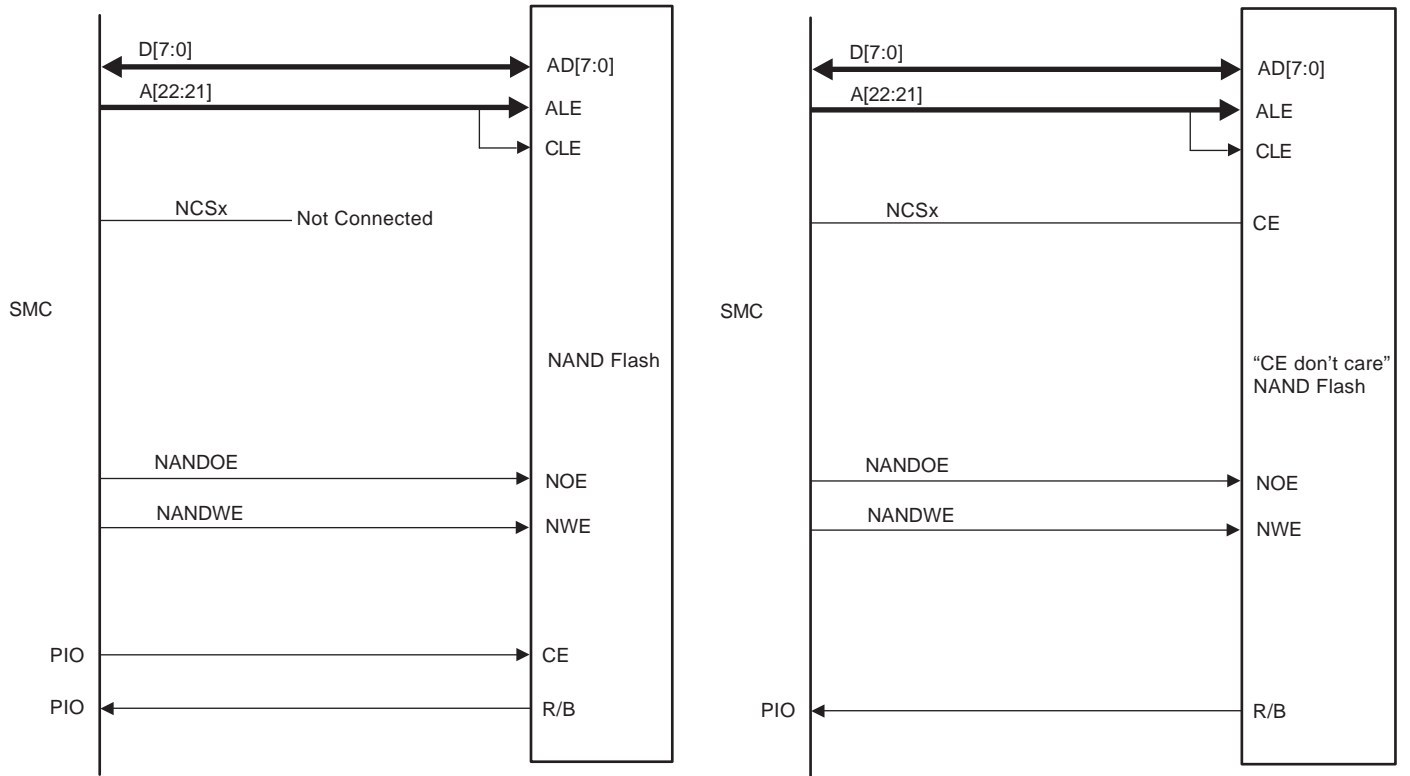 D[7:0]
AD[7:0]
A[22:21]
ALE
CLE
NCSx
Not Connected
SMC
NAND Flash
NANDOE
NOE
NANDWE
NWE
PIO
CE
PIO
R/B
D[7:0]
AD[7:0]
A[22:21]
ALE
CLE
NCSx
CE
SMC
“CE don’t care”
NAND Flash
NANDOE
NOE
NANDWE
NWE
PIO
R/B